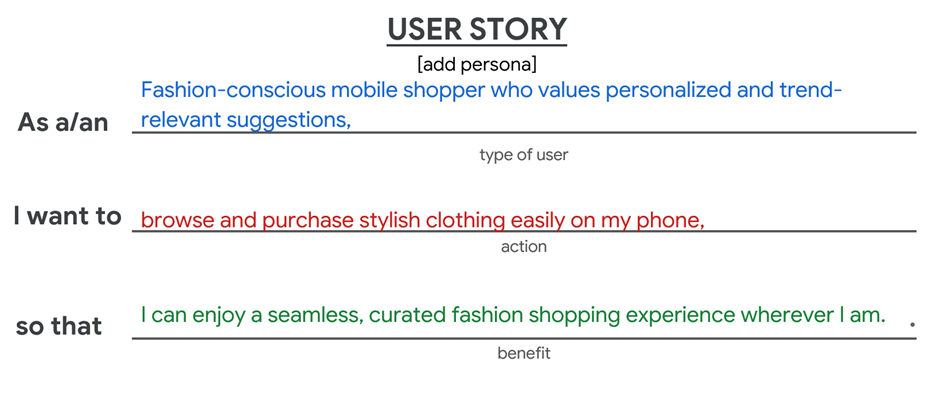 USER STORY
[add persona]
Fashion-conscious mobile shopper who values personalized and trend-
As a/an relevant suggestions,
type of user
I want to browse and purchase stylish clothing easily on my phone,
action
so that I can enjoy a seamless, curated fashion shopping experience wherever I am. .
benefit